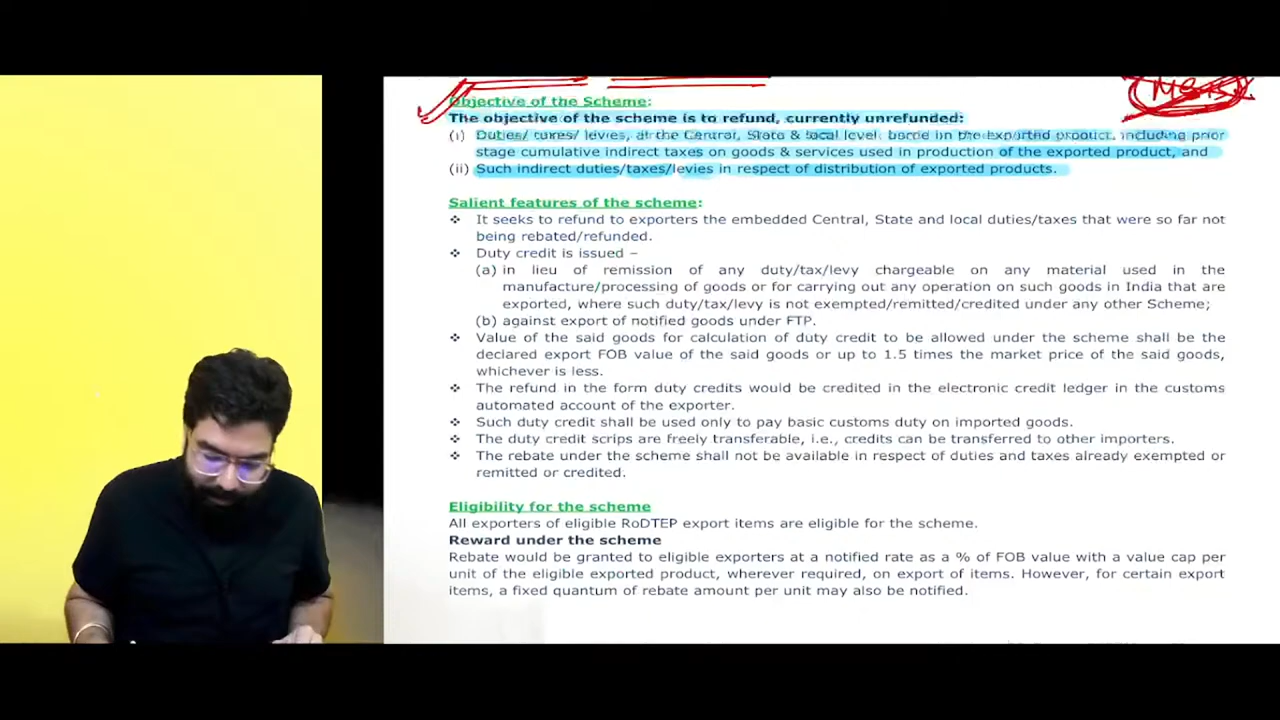 MEIS
Objective of the Scheme:
The objective of the scheme is to refund, currently unrefunded:
(i) Duties/ taxes/ levies, at the Central, State & local level, borne on the exported product, including prior
stage cumulative indirect taxes on goods & services used in production of the exported product, and
(ii) Such indirect duties/taxes/levies in respect of distribution of exported products.
Salient features of the scheme:
❖ It seeks to refund to exporters the embedded Central, State and local duties/taxes that were so far not
being rebated/refunded.
❖ Duty credit is issued –
(a) in lieu of remission of any duty/tax/levy chargeable on any material used in the
manufacture/processing of goods or for carrying out any operation on such goods in India that are
exported, where such duty/tax/levy is not exempted/remitted/credited under any other Scheme;
(b) against export of notified goods under FTP.
❖ Value of the said goods for calculation of duty credit to be allowed under the scheme shall be the
declared export FOB value of the said goods or up to 1.5 times the market price of the said goods,
whichever is less.
❖ The refund in the form duty credits would be credited in the electronic credit ledger in the customs
automated account of the exporter.
❖ Such duty credit shall be used only to pay basic customs duty on imported goods.
❖ The duty credit scrips are freely transferable, i.e., credits can be transferred to other importers.
❖ The rebate under the scheme shall not be available in respect of duties and taxes already exempted or
remitted or credited.
Eligibility for the scheme
All exporters of eligible RoDTEP export items are eligible for the scheme.
Reward under the scheme
Rebate would be granted to eligible exporters at a notified rate as a % of FOB value with a value cap per
unit of the eligible exported product, wherever required, on export of items. However, for certain export
items, a fixed quantum of rebate amount per unit may also be notified.